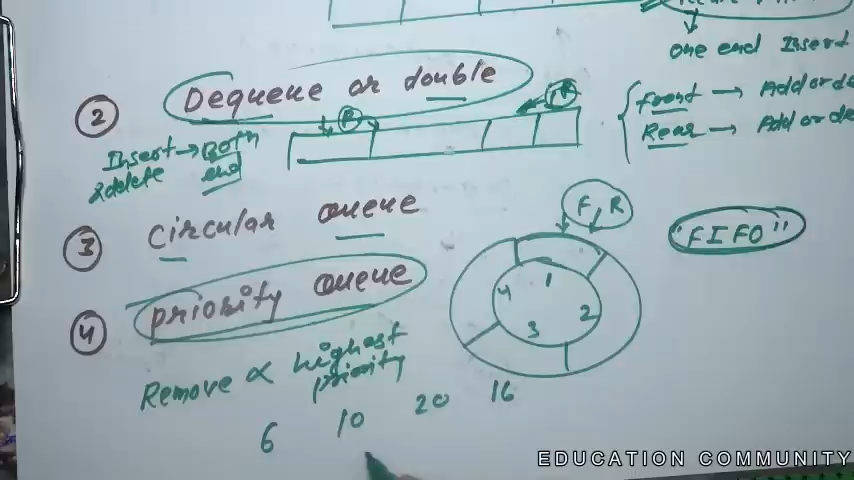 one end Insert
② Dequeue or double
Front → Add or de
Rear → Add or de
R
Insert → Both
& delete end
③ Circular Queue
F, R
"FIFO"
④ priority Queue
1
2
3
4
Remove ∝ highest
priority
6 10 20 16
EDUCATION COMMUNITY